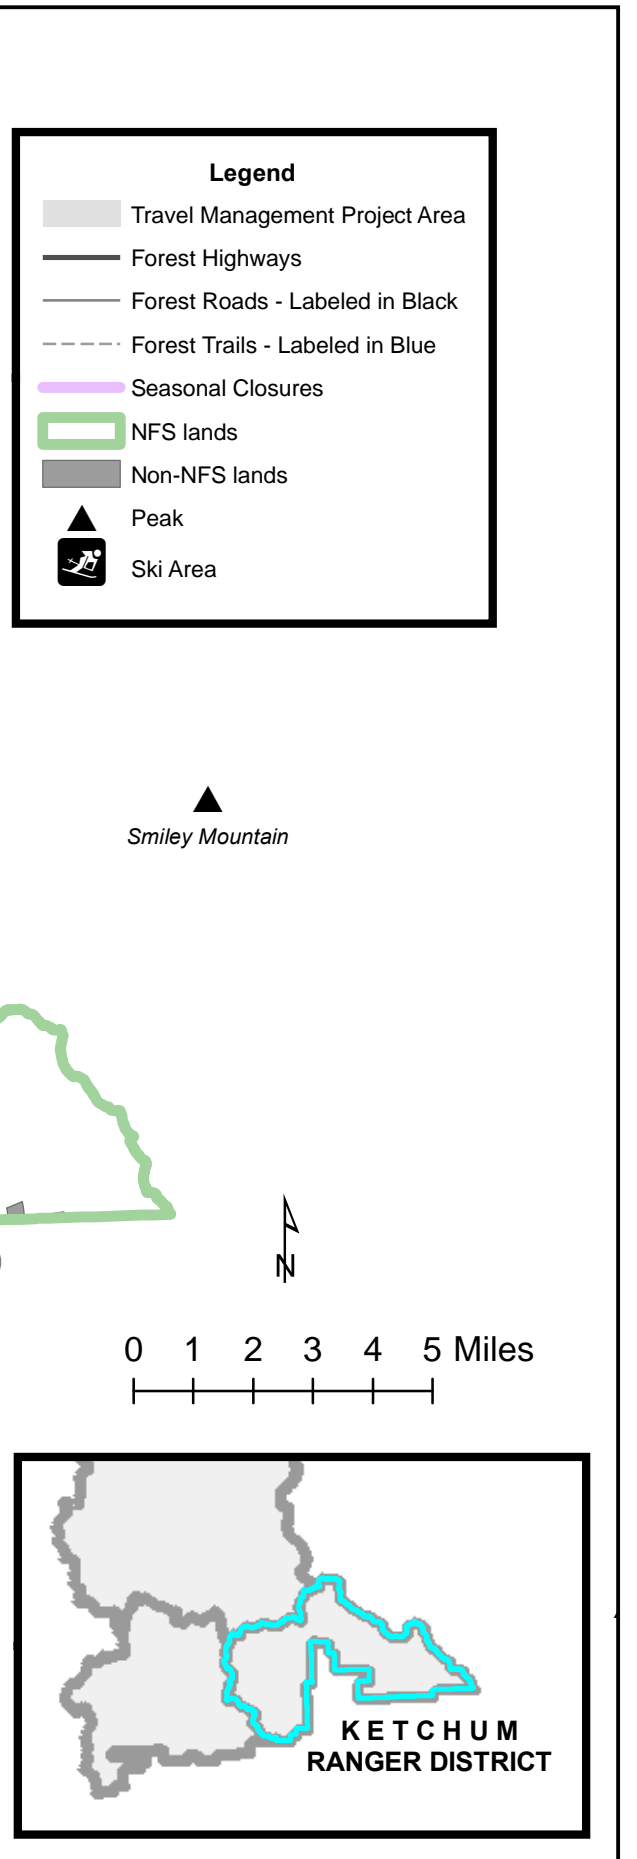 Legend
Travel Management Project Area
Forest Highways
Forest Roads - Labeled in Black
Forest Trails - Labeled in Blue
Seasonal Closures
NFS lands
Non-NFS lands
Peak
Ski Area
Smiley Mountain
N
0 1 2 3 4 5 Miles
KETCHUM
RANGER DISTRICT